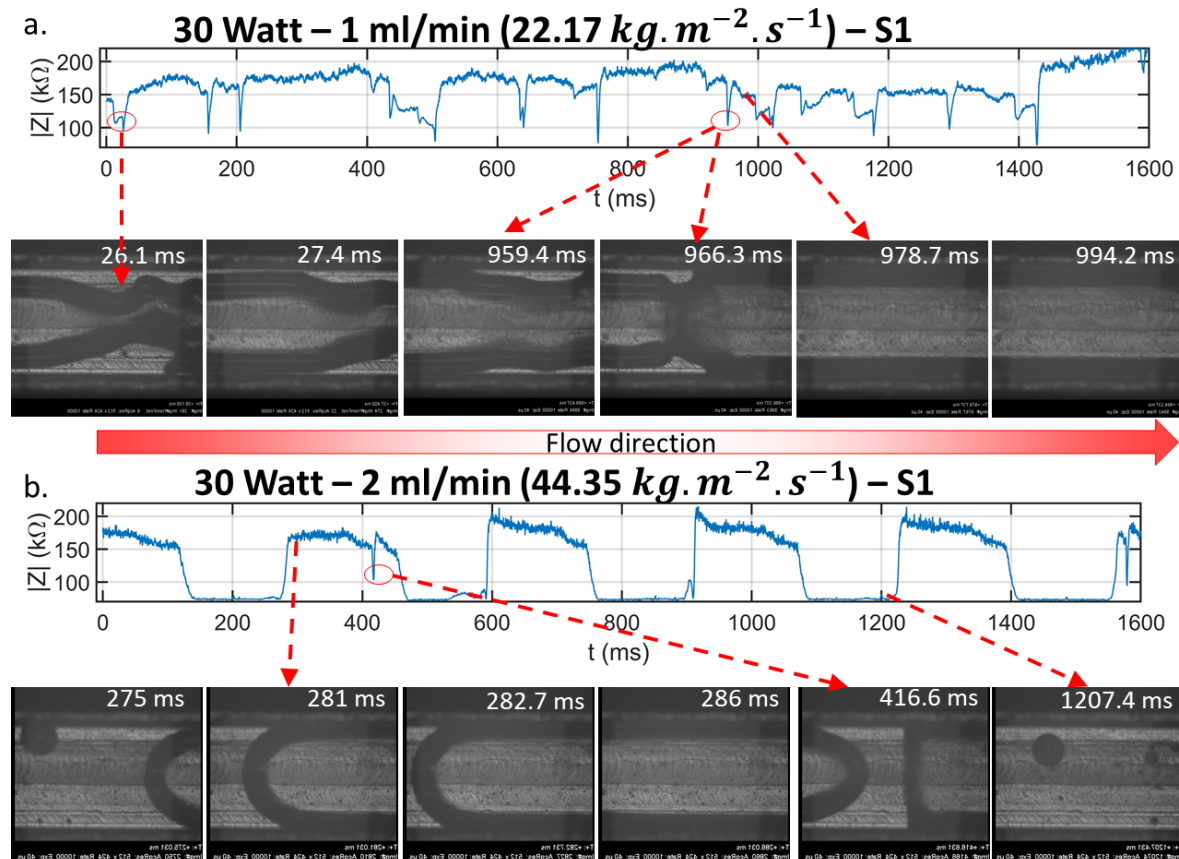 a.
30 Watt – 1 ml/min (22.17 kg.m⁻².s⁻¹) – S1
|Z| (kΩ)
200
150
100
0 200 400 600 800 1000 1200 1400 1600
t (ms)
26.1 ms 27.4 ms 959.4 ms 966.3 ms 978.7 ms 994.2 ms
Flow direction
b.
30 Watt – 2 ml/min (44.35 kg.m⁻².s⁻¹) – S1
|Z| (kΩ)
200
150
100
0 200 400 600 800 1000 1200 1400 1600
t (ms)
275 ms 281 ms 282.7 ms 286 ms 416.6 ms 1207.4 ms